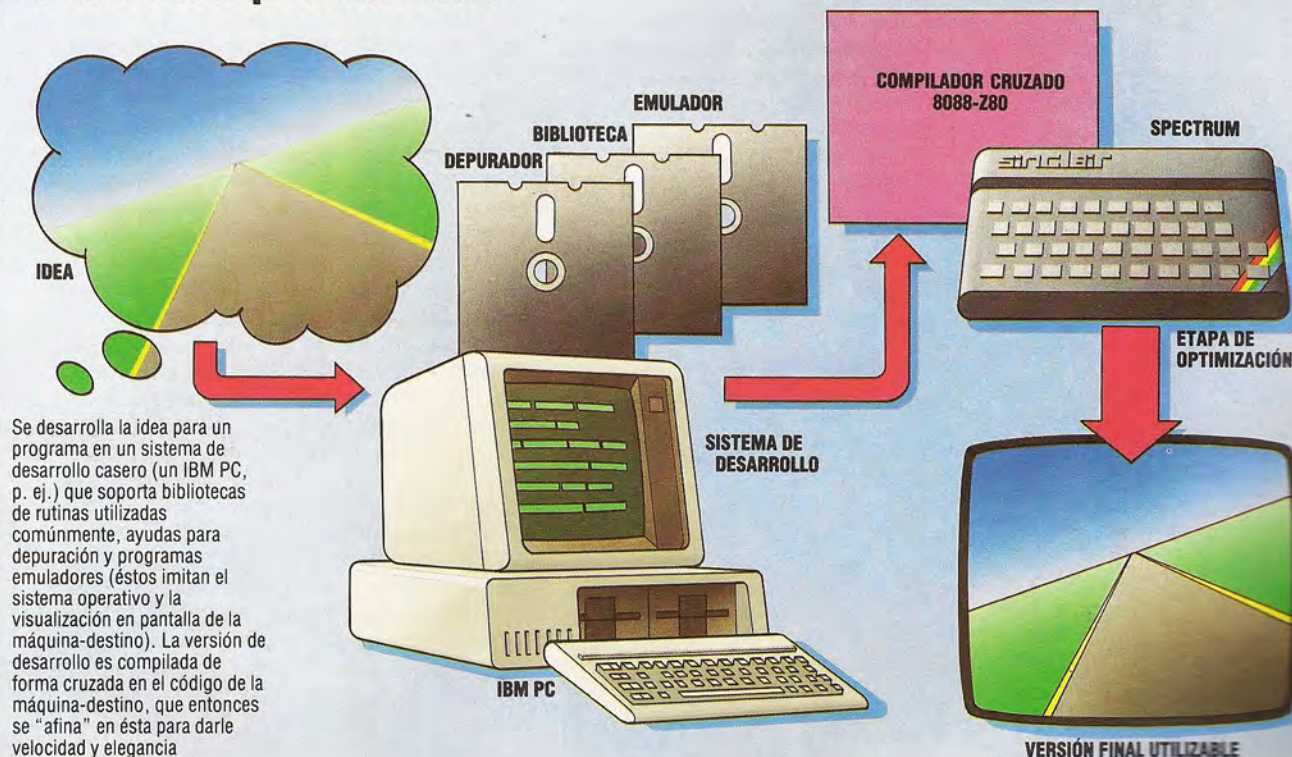 IDEA
DEPURADOR
BIBLIOTECA
EMULADOR
COMPILADOR CRUZADO
8088-Z80
SPECTRUM
sinclair
ETAPA DE
OPTIMIZACIÓN
SISTEMA DE
DESARROLLO
IBM PC
VERSIÓN FINAL UTILIZABLE
Se desarrolla la idea para un
programa en un sistema de
desarrollo casero (un IBM PC,
p. ej.) que soporta bibliotecas
de rutinas utilizadas
comúnmente, ayudas para
depuración y programas
emuladores (éstos imitan el
sistema operativo y la
visualización en pantalla de la
máquina-destino). La versión de
desarrollo es compilada de
forma cruzada en el código de la
máquina-destino, que entonces
se "afina" en ésta para darle
velocidad y elegancia